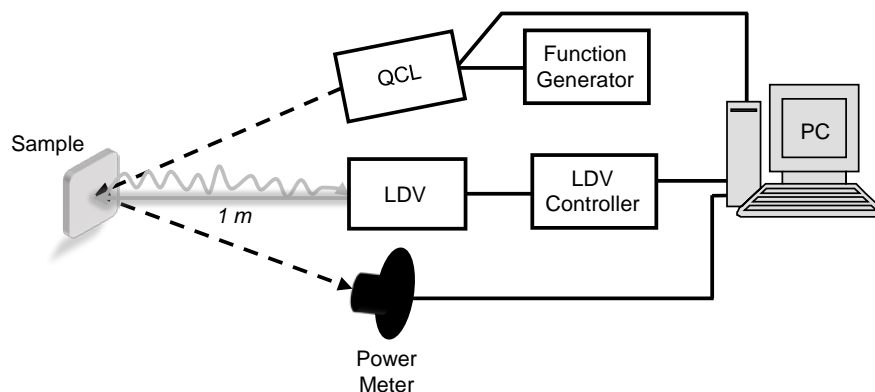 QCL
Function
Generator
PC
Sample
LDV
LDV
Controller
1 m
Power
Meter